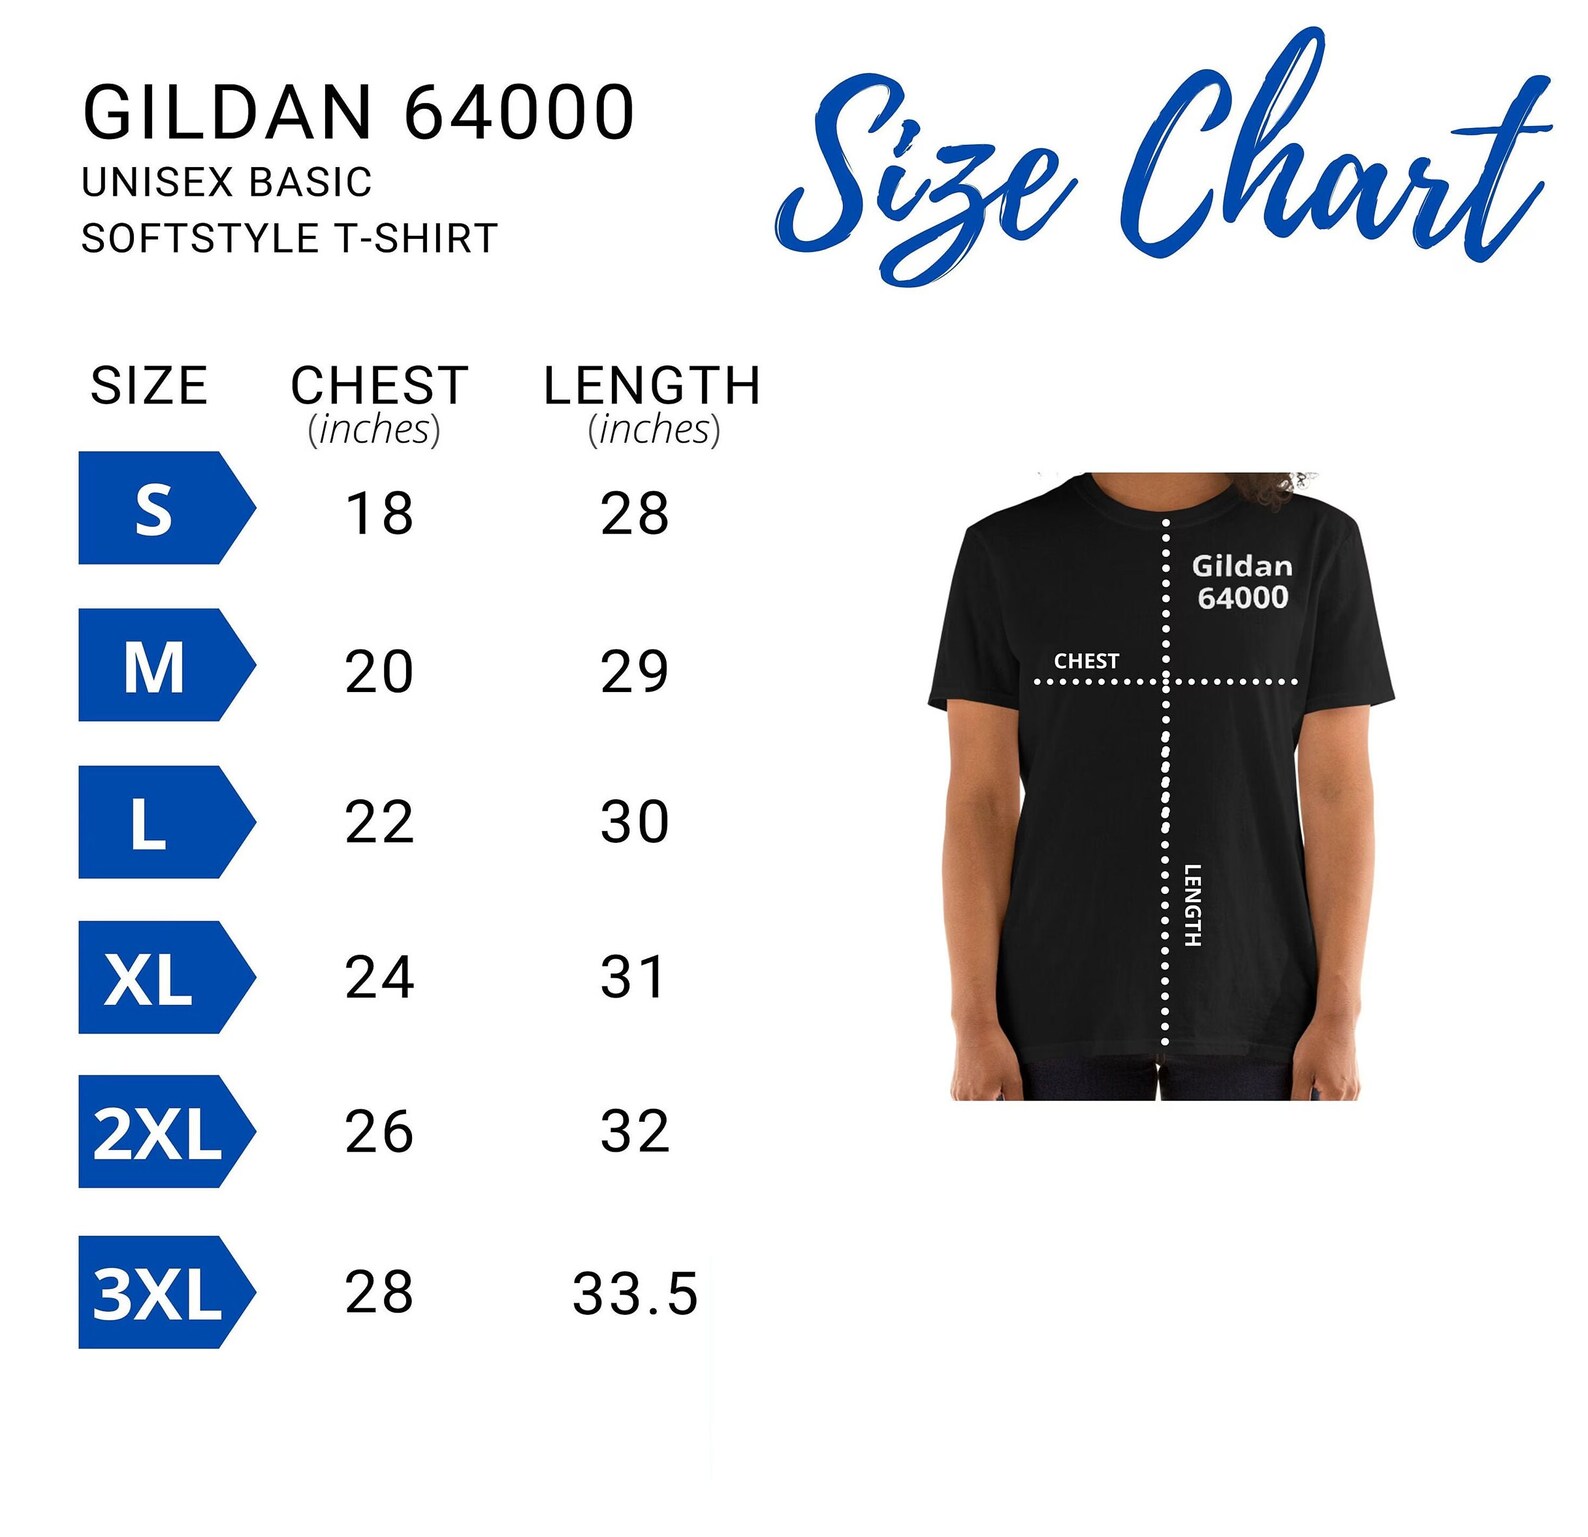 GILDAN 64000
UNISEX BASIC
SOFTSTYLE T-SHIRT
Size Chart
SIZE CHEST LENGTH
(inches) (inches)
S 18 28
M 20 29
L 22 30
XL 24 31
2XL 26 32
3XL 28 33.5
Gildan
64000
CHEST
LENGTH